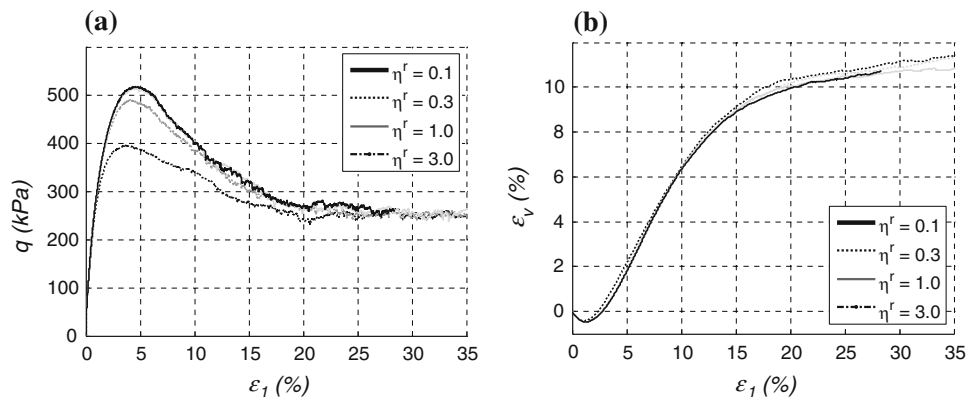 (a)
q (kPa)
500
400
300
200
100
0
0 5 10 15 20 25 30 35
ε1 (%)
ηr = 0.1
ηr = 0.3
ηr = 1.0
ηr = 3.0
(b)
εv (%)
10
8
6
4
2
0
0 5 10 15 20 25 30 35
ε1 (%)
ηr = 0.1
ηr = 0.3
ηr = 1.0
ηr = 3.0